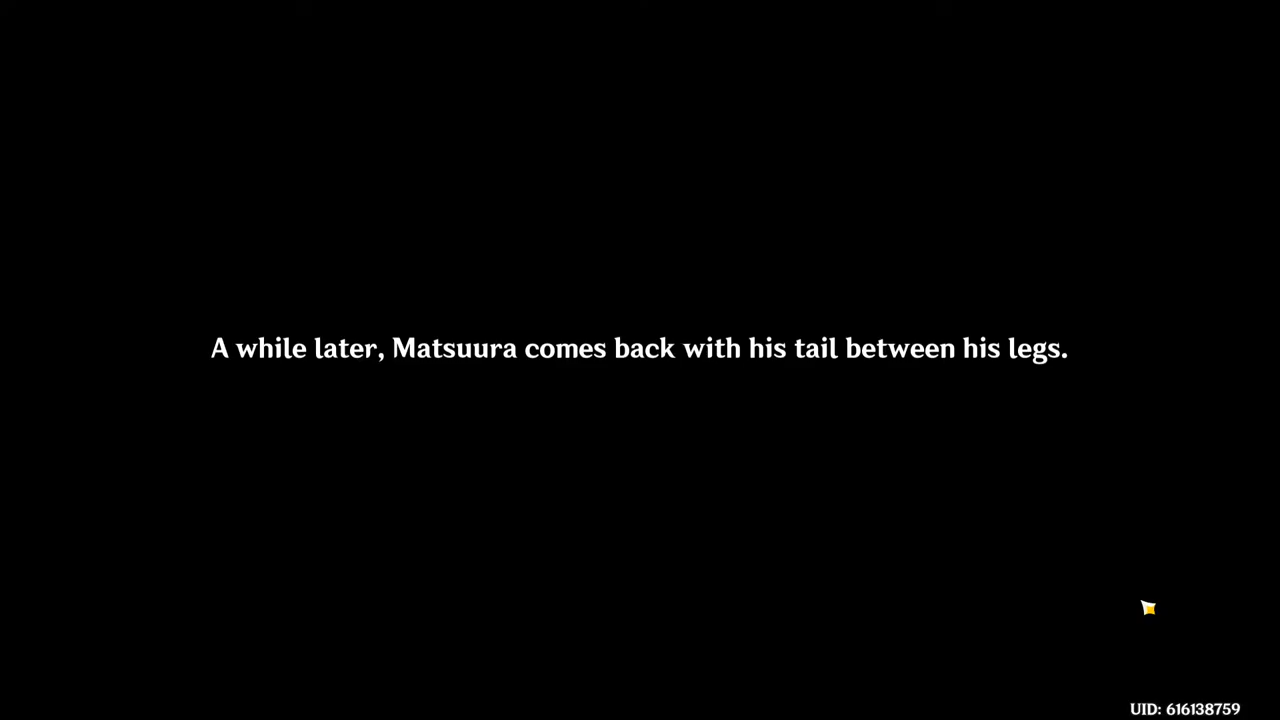 A while later, Matsuura comes back with his tail between his legs.
UID: 616138759